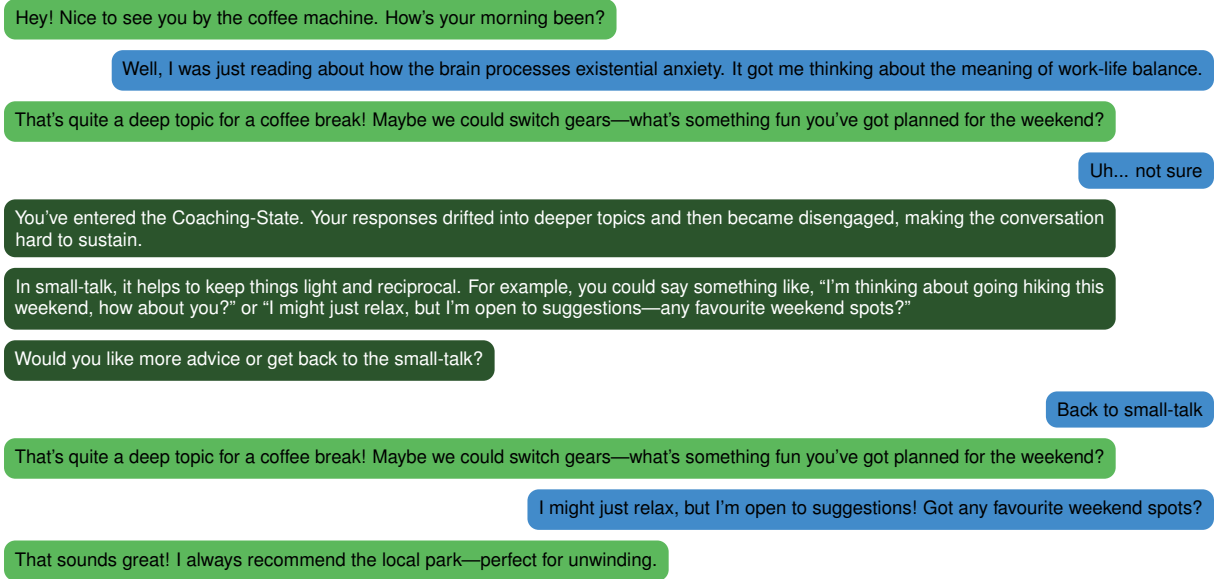 Hey! Nice to see you by the coffee machine. How's your morning been?
Well, I was just reading about how the brain processes existential anxiety. It got me thinking about the meaning of work-life balance.
That's quite a deep topic for a coffee break! Maybe we could switch gears—what's something fun you've got planned for the weekend?
Uh... not sure
You've entered the Coaching-State. Your responses drifted into deeper topics and then became disengaged, making the conversation
hard to sustain.
In small-talk, it helps to keep things light and reciprocal. For example, you could say something like, "I'm thinking about going hiking this
weekend, how about you?" or "I might just relax, but I'm open to suggestions—any favourite weekend spots?"
Would you like more advice or get back to the small-talk?
Back to small-talk
That's quite a deep topic for a coffee break! Maybe we could switch gears—what's something fun you've got planned for the weekend?
I might just relax, but I'm open to suggestions! Got any favourite weekend spots?
That sounds great! I always recommend the local park—perfect for unwinding.